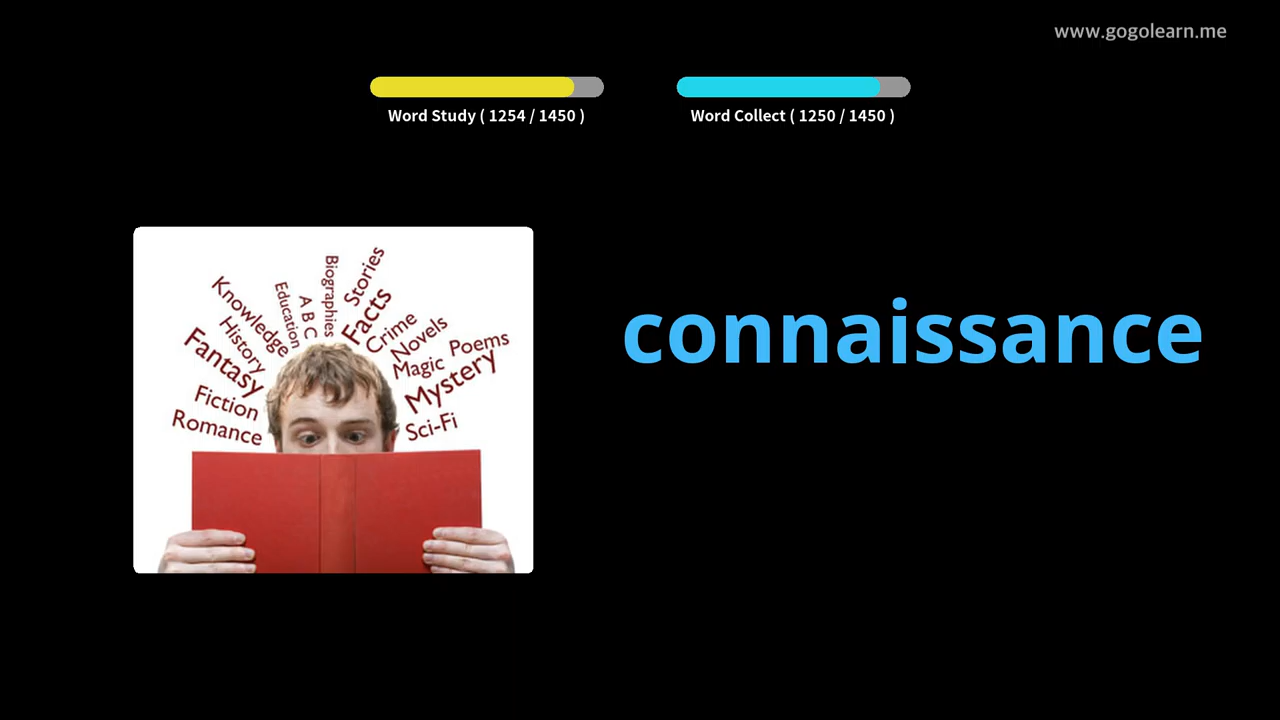 www.gogolearn.me
Word Study ( 1254 / 1450 )
Word Collect ( 1250 / 1450 )
connaissance
Biographies
Stories
Education
A B C
Facts
Knowledge
Crime
History
Novels
Fantasy
Magic
Poems
Mystery
Fiction
Romance
Sci-Fi